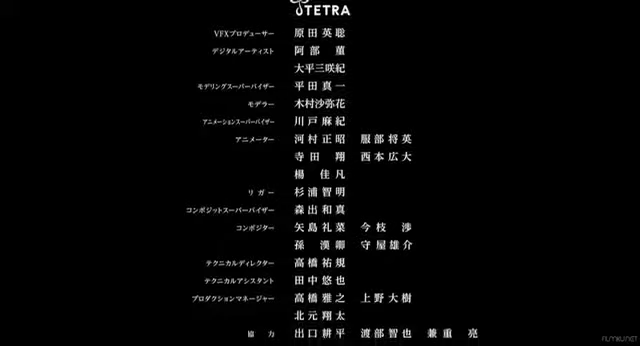 TETRA
VFXプロデューサー 原田英聡
デジタルアーティスト 阿部 菫
大平三咲紀
モデリングスーパーバイザー 平田真一
モデラー 木村沙弥花
アニメーションスーパーバイザー 川戸麻紀
アニメーター 河村正昭 服部将英
寺田 翔 西本広大
楊 佳凡
リガー 杉浦智明
コンポジットスーパーバイザー 森出和真
コンポジター 矢島礼菜 今枝 渉
孫 漢卿 守屋雄介
テクニカルディレクター 高橋祐規
テクニカルアシスタント 田中悠也
プロダクションマネージャー 高橋雅之 上野大樹
北元翔太
協力 出口耕平 渡部智也 兼重 亮
FILMKU.NET